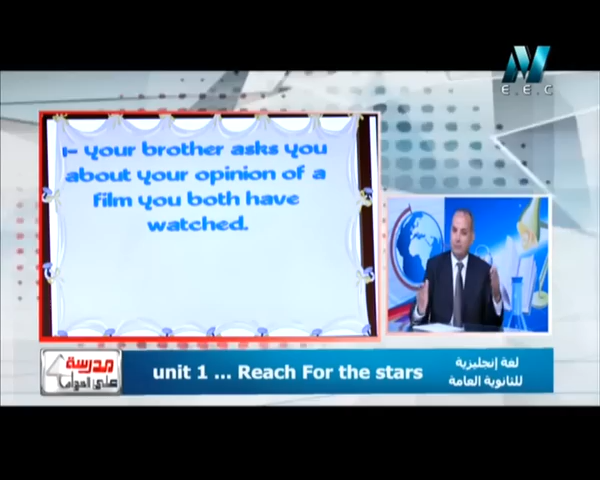 E.E.C
1- your brother asks you
about your opinion of a
film you both have
watched.
مدرسة
على الهواء
unit 1 ... Reach For the stars
لغة إنجليزية
للثانوية العامة